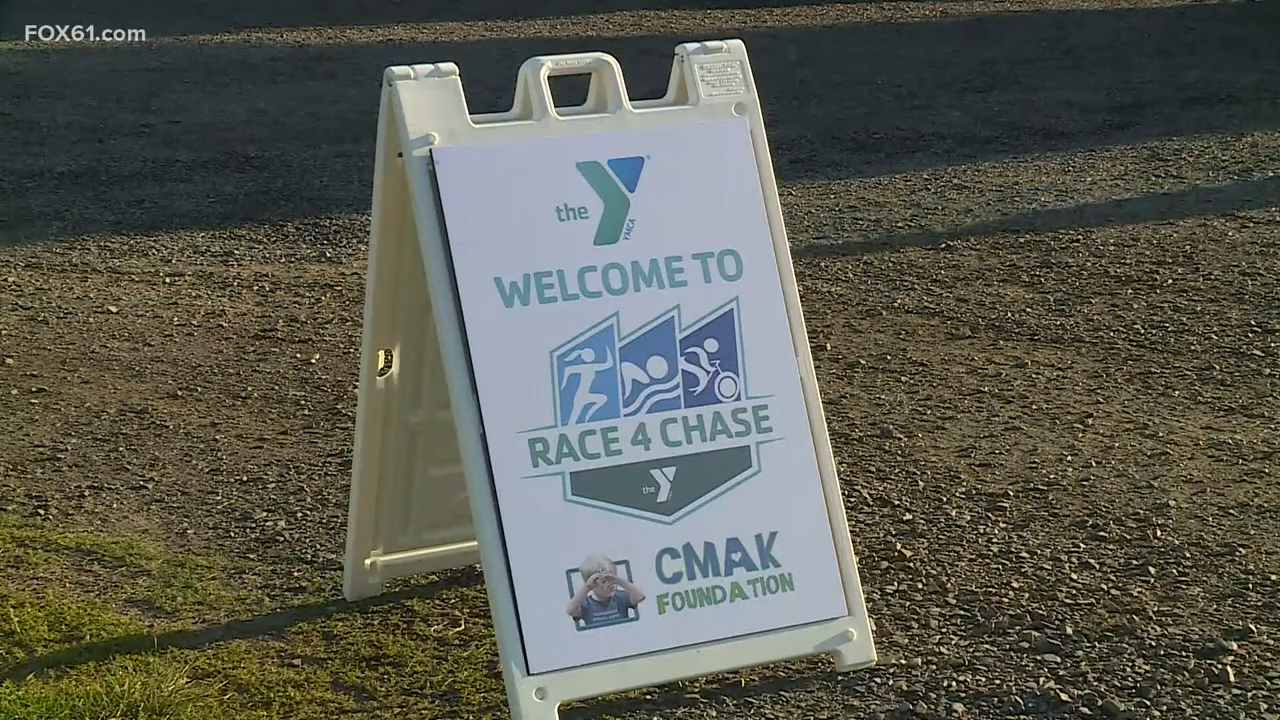 FOX61.com
the Y
YMCA
WELCOME TO
RACE 4 CHASE
the Y
CMAK
FOUNDATION